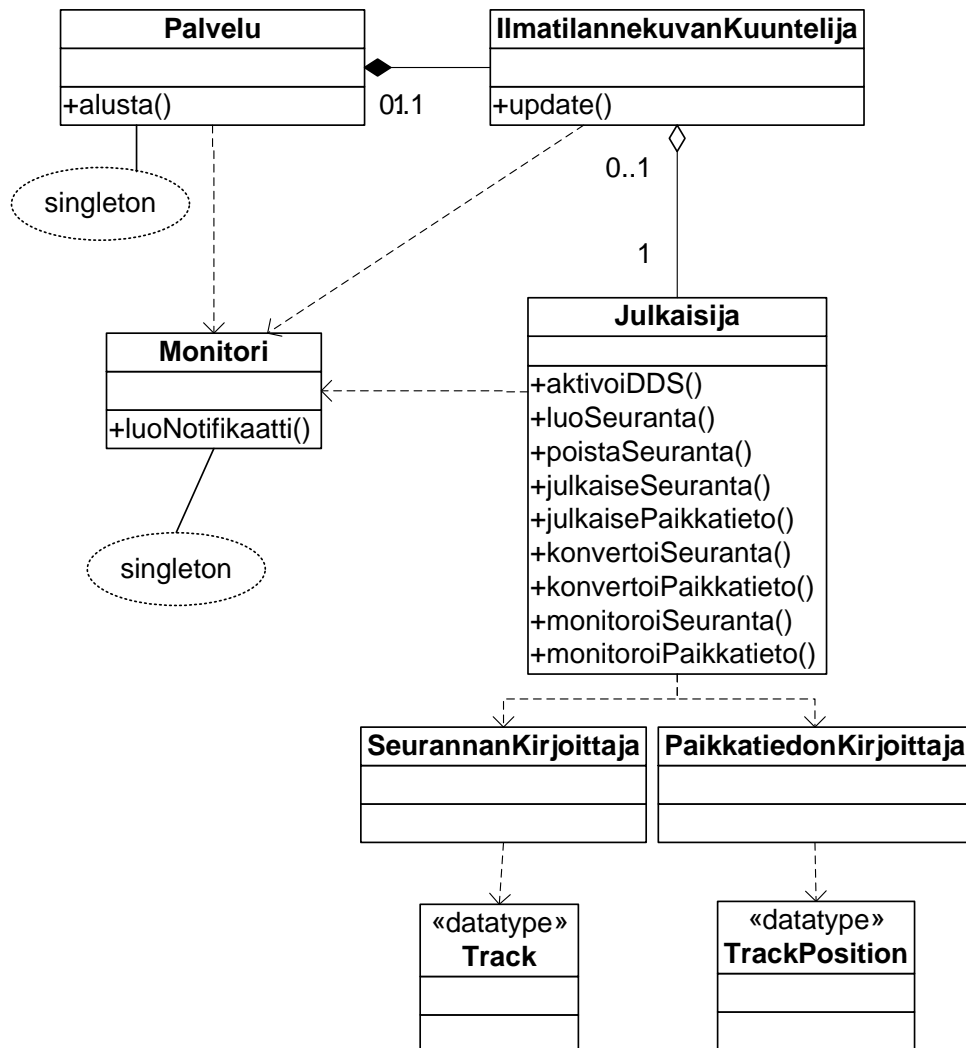 Palvelu
+alusta()
01.1
IlmatilannekuvanKuuntelija
+update()
singleton
0..1
1
Monitori
+luoNotifikaatti()
singleton
Julkaisija
+aktivoiDDS()
+luoSeuranta()
+poistaSeuranta()
+julkaiseSeuranta()
+julkaisePaikkatieto()
+konvertoiSeuranta()
+konvertoiPaikkatieto()
+monitoroiSeuranta()
+monitoroiPaikkatieto()
SeurannanKirjoittaja
PaikkatiedonKirjoittaja
«datatype»
Track
«datatype»
TrackPosition